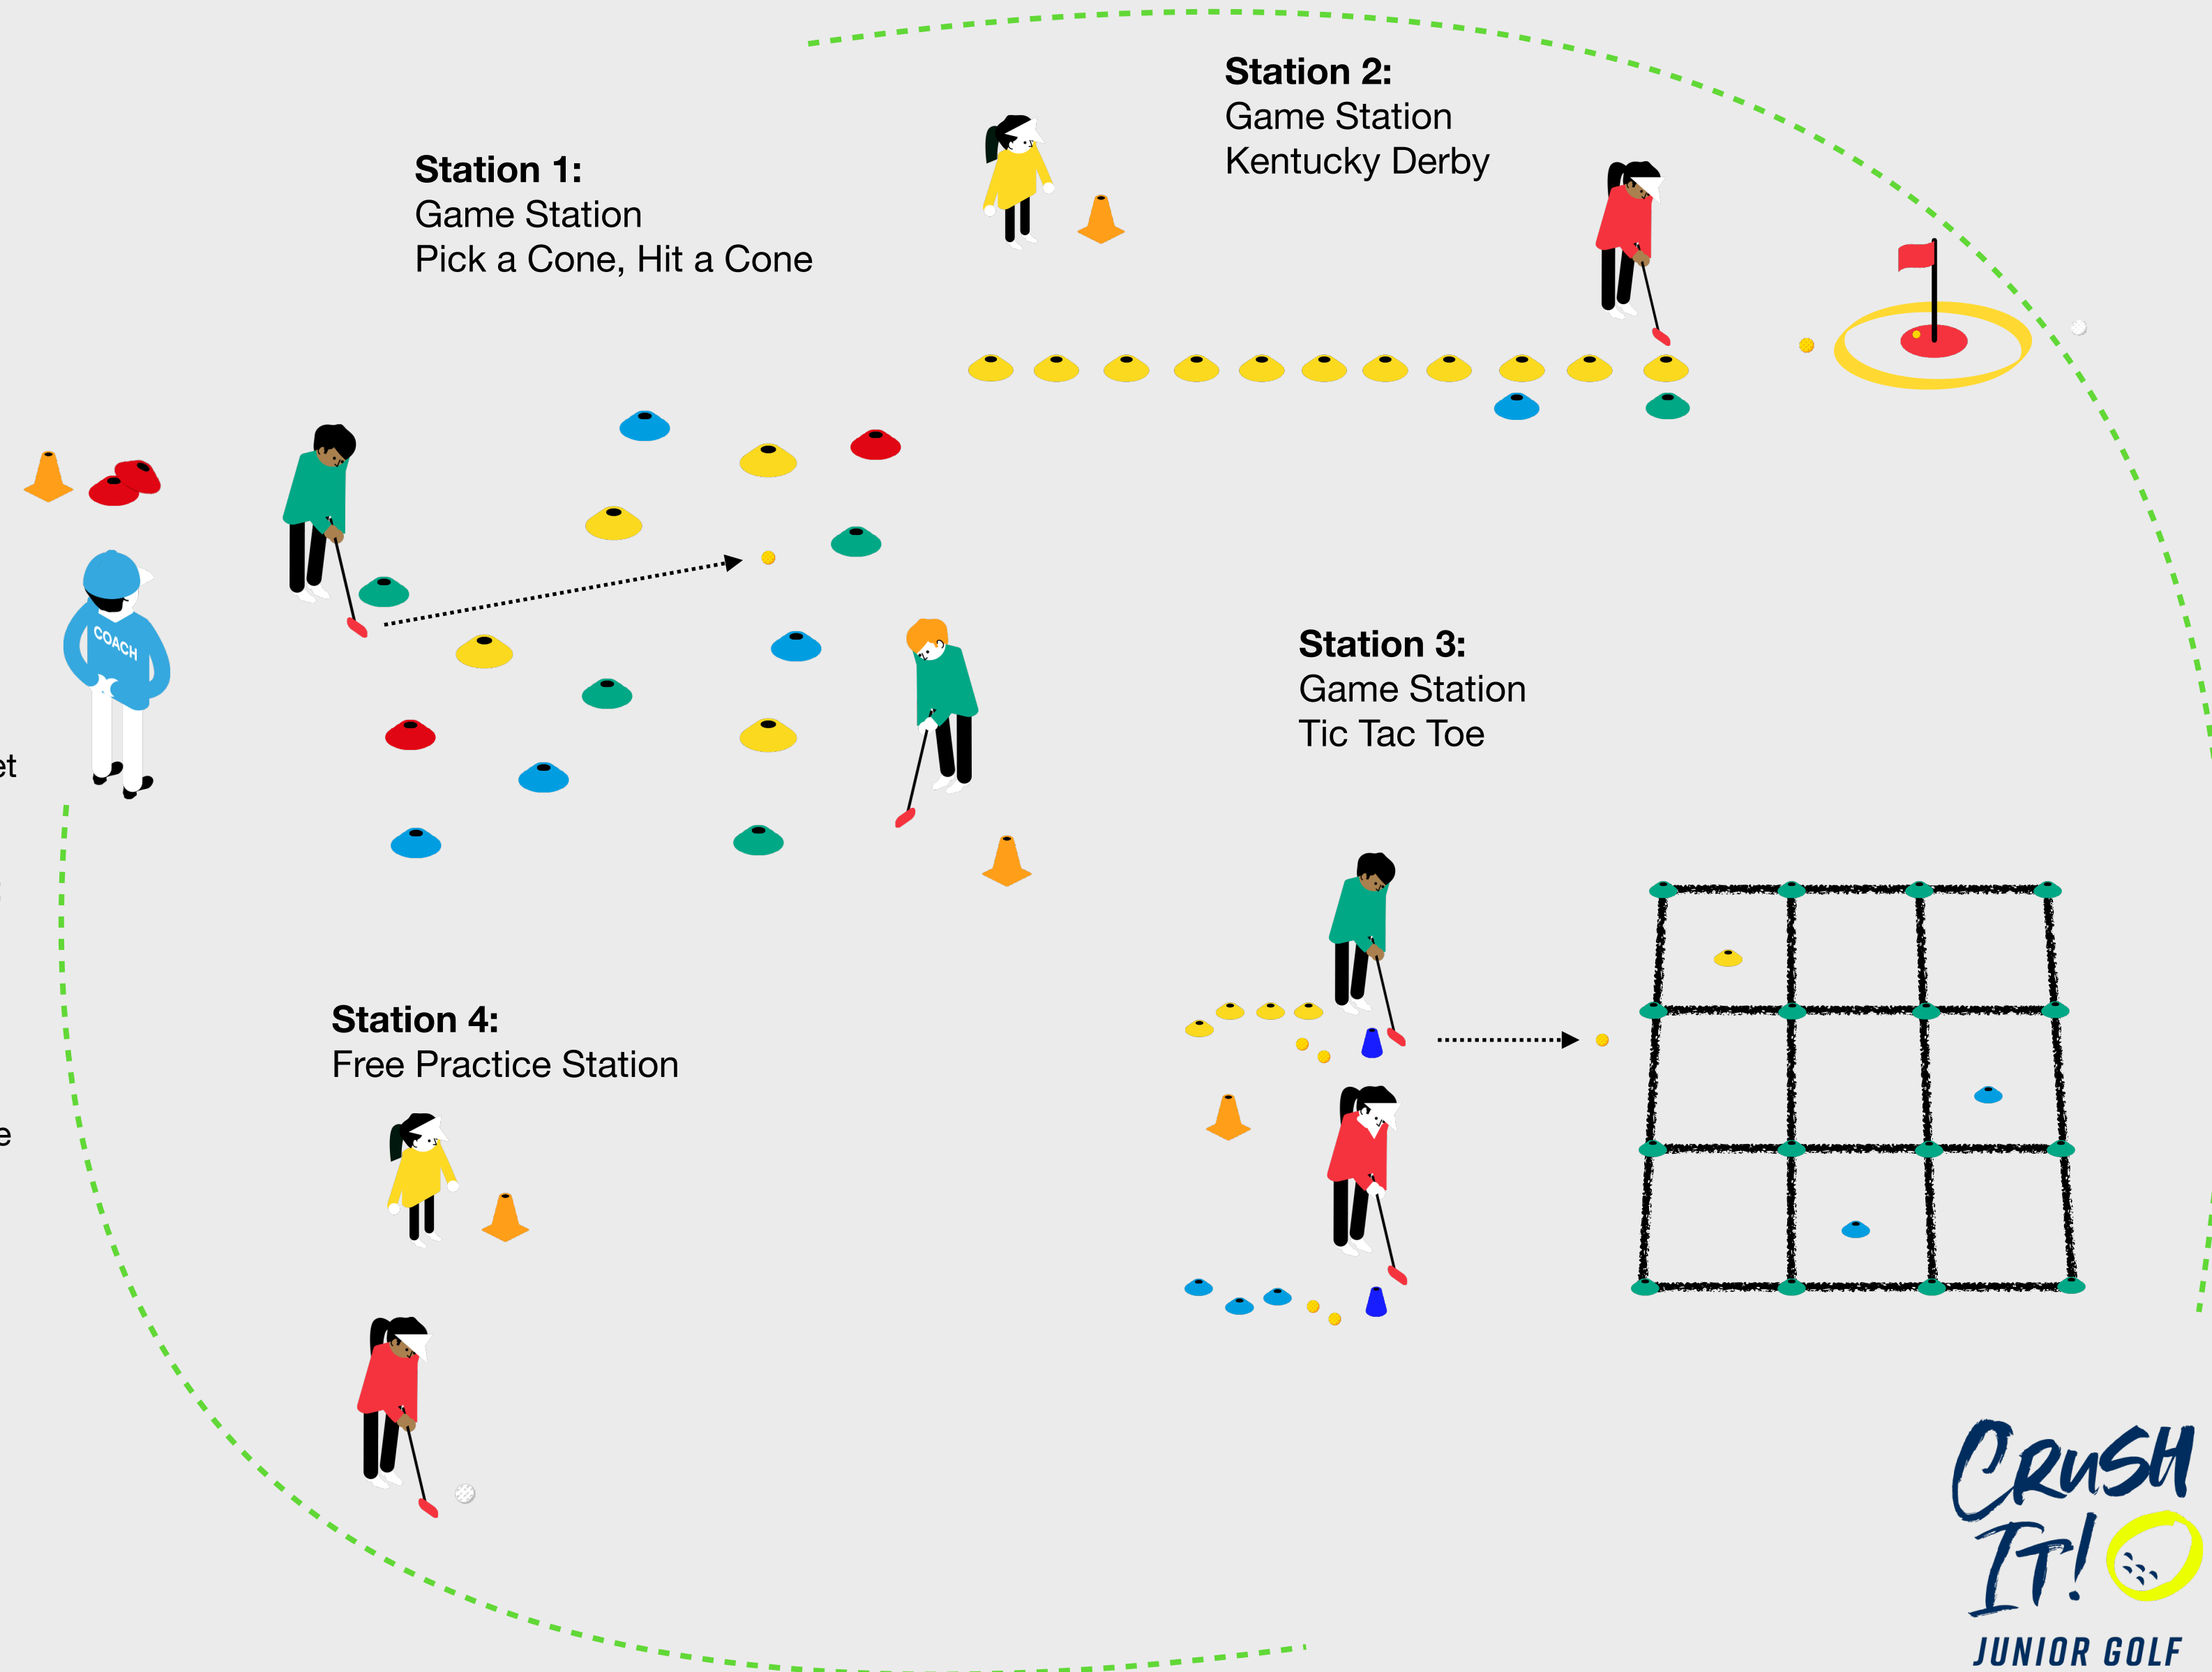 Station 1:
Game Station
Pick a Cone, Hit a Cone
Station 2:
Game Station
Kentucky Derby
COACH
et
Station 3:
Game Station
Tic Tac Toe
Station 4:
Free Practice Station
e
CRUSH
IT!
JUNIOR GOLF